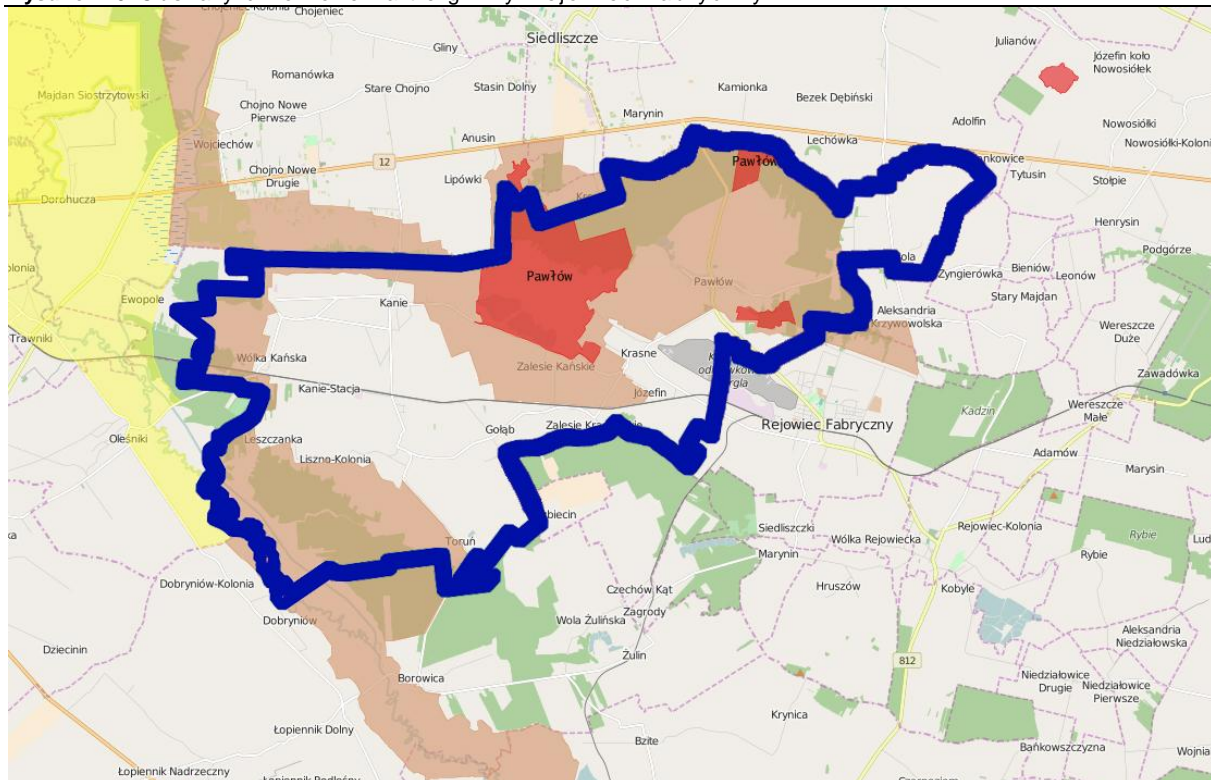 Chojeniec
Siedliszcze
Gliny
Julianów
Józefin koło
Nowosiółek
Romanówka
Stare Chojno
Stasin Dolny
Kamionka
Majdan Siostrzytowski
Bezek Dębiński
Chojno Nowe
Pierwsze
Marynin
Adolfin
Nowosiółki
Wojciechów
Anusin
Lechówka
Nowosiółki-Koloni
12
Pawłów
Chojno Nowe
Drugie
Lipówki
Tytusin
Stołpie
Dorohucza
Henrysin
Podgórze
Zyngierówka
Bieniów
Leonów
Pawłów
Pawłów
Stary Majdan
Ewopole
Kanie
Aleksandria
Krzywowolska
Wereszcze
Duże
Trawniki
Wólka Kańska
Krasne
Zalesie Kańskie
Zawadówka
Kanie-Stacja
Józefin
Kadzin
Wereszcze
Małe
Oleśniki
Leszczanka
Gołąb
Rejowiec Fabryczny
Liszno-Kolonia
Adamów
Marysin
Siedliszczki
Rejowiec-Kolonia
Toruń
Wólka Rejowiecka
Rybie
Rybie
Marynin
Dobryniów-Kolonia
Czechów Kąt
Hruszów
Kobyle
Zagrody
Dobryniów
Wola Żulińska
Aleksandria
Niedziałowska
Dziecinin
Żulin
812
Borowica
Niedziałowice
Drugie
Niedziałowice
Pierwsze
Krynica
Łopiennik Dolny
Bzite
Bańkowszczyzna
Wojnia
Łopiennik Nadrzeczny